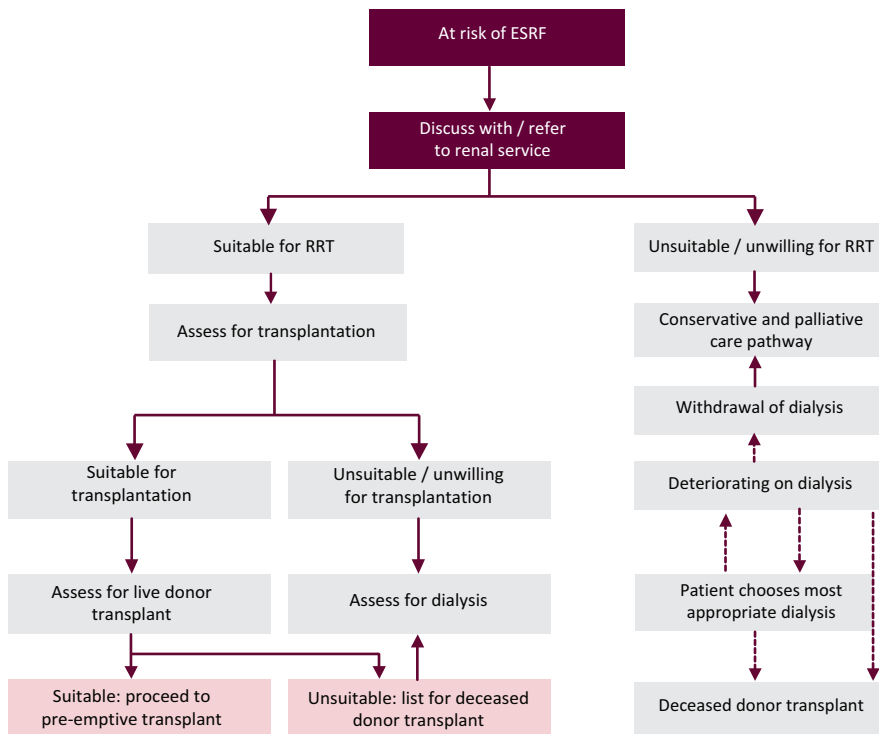 At risk of ESRF
Discuss with / refer
to renal service
Suitable for RRT
Unsuitable / unwilling for RRT
Assess for transplantation
Conservative and palliative
care pathway
Withdrawal of dialysis
Suitable for
transplantation
Unsuitable / unwilling
for transplantation
Deteriorating on dialysis
Assess for live donor
transplant
Assess for dialysis
Patient chooses most
appropriate dialysis
Suitable: proceed to
pre-emptive transplant
Unsuitable: list for deceased
donor transplant
Deceased donor transplant